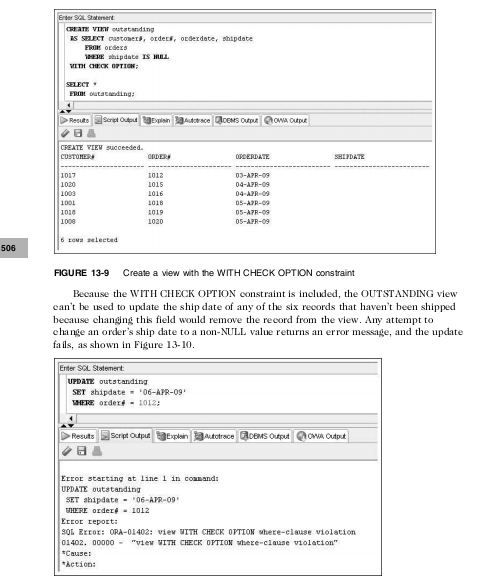 Enter SQL Statement:
CREATE VIEW outstanding
AS SELECT customer#, order#, orderdate, shipdate
FROM orders
WHERE shipdate IS NULL
WITH CHECK OPTION;
SELECT *
FROM outstanding;
Results Script Output Explain Autotrace DBMS Output OWA Output
CREATE VIEW succeeded.
CUSTOMER# ORDER# ORDERDATE SHIPDATE
1017 1012 03-APR-09
1020 1015 04-APR-09
1003 1016 04-APR-09
1001 1018 05-APR-09
1018 1019 05-APR-09
1008 1020 05-APR-09
6 rows selected
506
FIGURE 13-9 Create a view with the WITH CHECK OPTION constraint
Because the WITH CHECK OPTION constraint is included, the OUTSTANDING view
can't be used to update the ship date of any of the six records that haven't been shipped
because changing this field would remove the record from the view. Any attempt to
change an order's ship date to a non-NULL value returns an error message, and the update
fails, as shown in Figure 13-10.
Enter SQL Statement:
UPDATE outstanding
SET shipdate = '06-APR-09'
WHERE order# = 1012;
Results Script Output Explain Autotrace DBMS Output OWA Output
Error starting at line 1 in command:
UPDATE outstanding
SET shipdate = '06-APR-09'
WHERE order# = 1012
Error report:
SQL Error: ORA-01402: view WITH CHECK OPTION where-clause violation
01402. 00000 - "view WITH CHECK OPTION where-clause violation"
*Cause:
*Action: